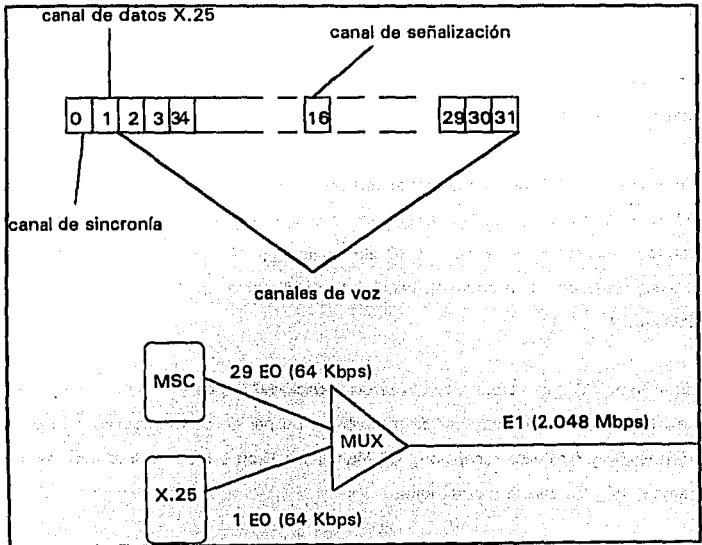 canal de datos X.25
canal de señalización
0 1 2 3 34 16 29 30 31
canal de sincronía
canales de voz
MSC
29 EO (64 Kbps)
MUX
E1 (2.048 Mbps)
X.25
1 EO (64 Kbps)